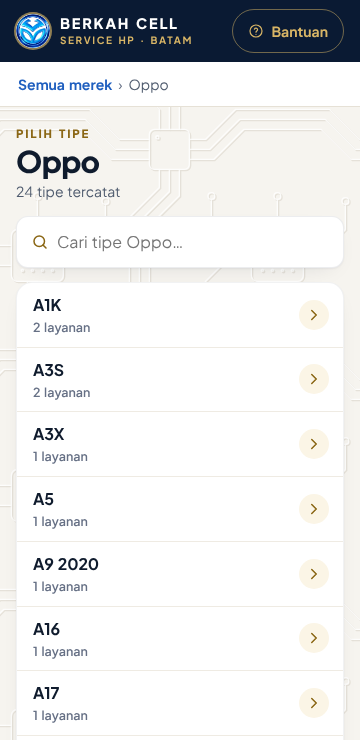 BERKAH CELL
SERVICE HP · BATAM
Bantuan
Semua merek › Oppo
PILIH TIPE
Oppo
24 tipe tercatat
Cari tipe Oppo...
A1K
2 layanan
A3S
2 layanan
A3X
1 layanan
A5
1 layanan
A9 2020
1 layanan
A16
1 layanan
A17
1 layanan